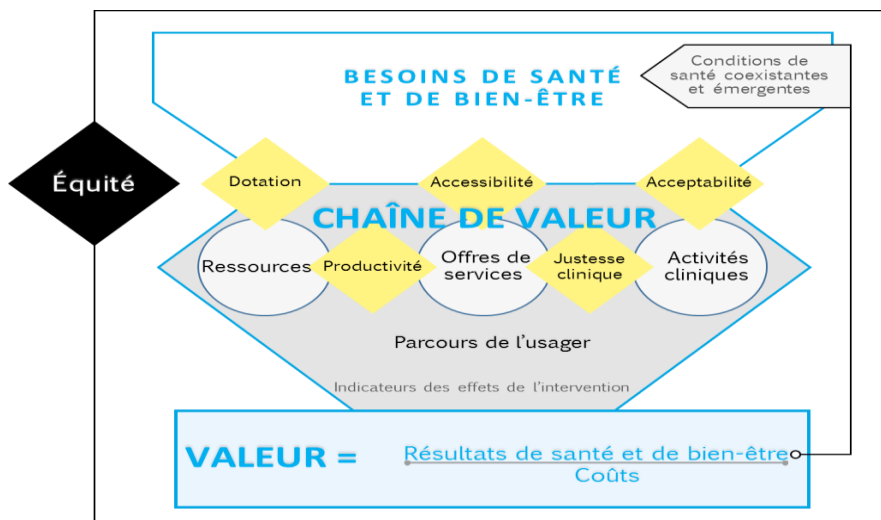 BESOINS DE SANTÉ
ET DE BIEN-ÊTRE
Conditions de
santé coexistantes
et émergentes
Équité
Dotation
Accessibilité
Acceptabilité
CHAÎNE DE VALEUR
Ressources
Productivité
Offres de
services
Justesse
clinique
Activités
cliniques
Parcours de l'usager
Indicateurs des effets de l'intervention
VALEUR =
Résultats de santé et de bien-être
Coûts